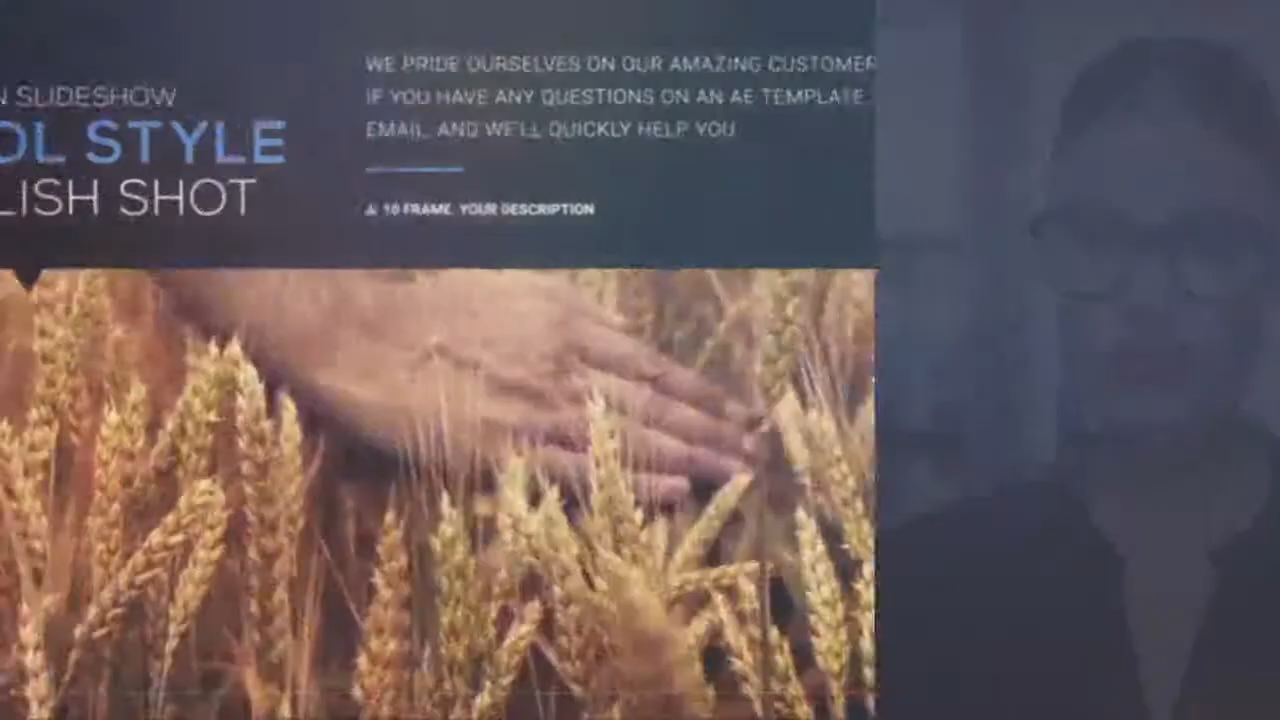 N SLIDESHOW
OL STYLE
LISH SHOT
WE PRIDE OURSELVES ON OUR AMAZING CUSTOMER
IF YOU HAVE ANY QUESTIONS ON AN AE TEMPLATE,
EMAIL, AND WE'LL QUICKLY HELP YOU
10 FRAME. YOUR DESCRIPTION